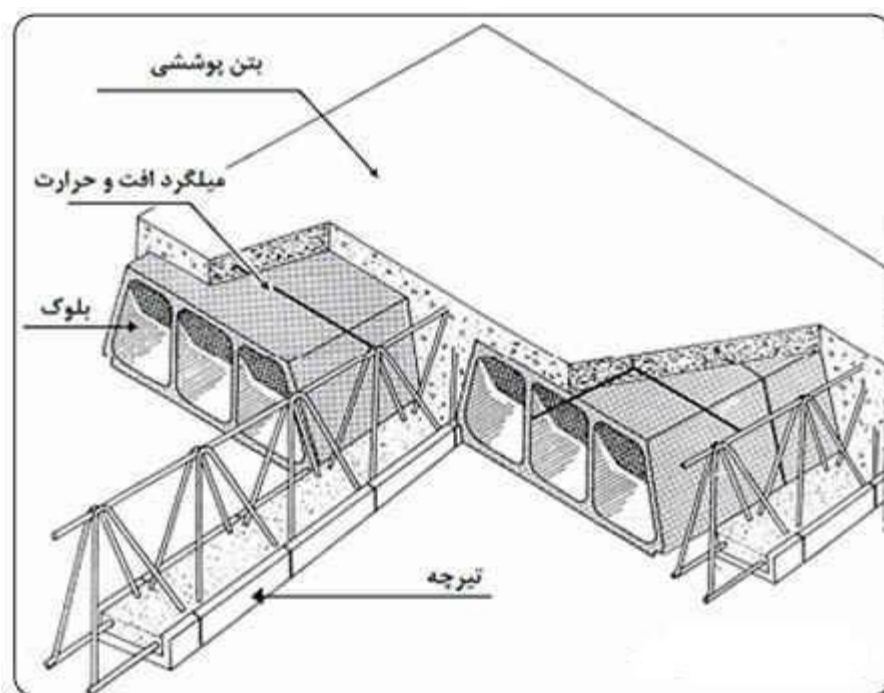 بتن پوششی
میلگرد افت و حرارت
بلوک
تیرچه